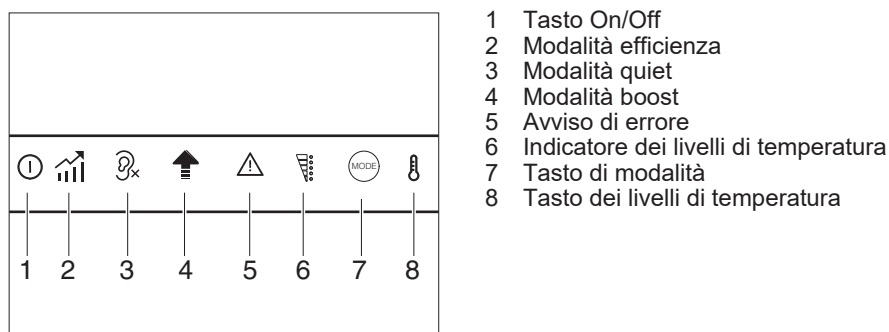 1 Tasto On/Off
2 Modalità efficienza
3 Modalità quiet
4 Modalità boost
5 Avviso di errore
6 Indicatore dei livelli di temperatura
7 Tasto di modalità
8 Tasto dei livelli di temperatura
MODE
1 2 3 4 5 6 7 8